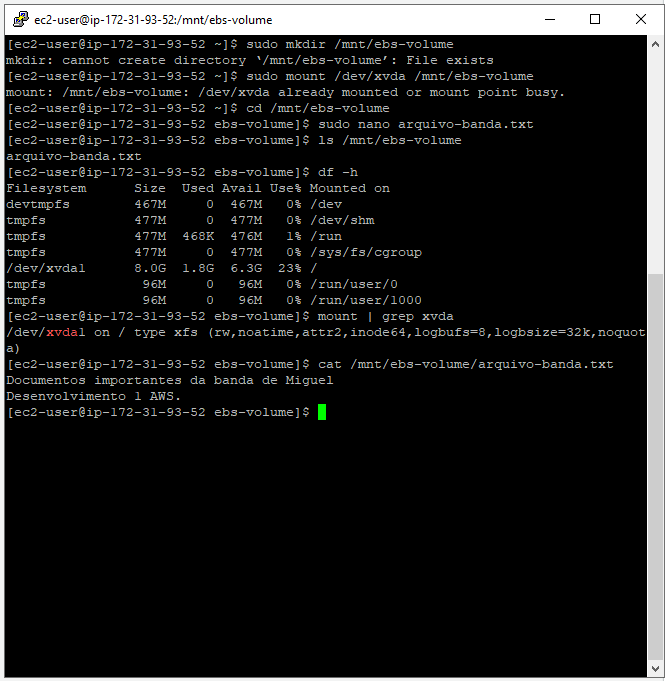 ec2-user@ip-172-31-93-52:/mnt/ebs-volume
[ec2-user@ip-172-31-93-52 ~]$ sudo mkdir /mnt/ebs-volume
mkdir: cannot create directory ‘/mnt/ebs-volume’: File exists
[ec2-user@ip-172-31-93-52 ~]$ sudo mount /dev/xvda /mnt/ebs-volume
mount: /mnt/ebs-volume: /dev/xvda already mounted or mount point busy.
[ec2-user@ip-172-31-93-52 ~]$ cd /mnt/ebs-volume
[ec2-user@ip-172-31-93-52 ebs-volume]$ sudo nano arquivo-banda.txt
[ec2-user@ip-172-31-93-52 ebs-volume]$ ls /mnt/ebs-volume
arquivo-banda.txt
[ec2-user@ip-172-31-93-52 ebs-volume]$ df -h
Filesystem      Size  Used Avail Use% Mounted on
devtmpfs        467M     0  467M   0% /dev
tmpfs           477M     0  477M   0% /dev/shm
tmpfs           477M  468K  476M   1% /run
tmpfs           477M     0  477M   0% /sys/fs/cgroup
/dev/xvda1      8.0G  1.8G  6.3G  23% /
tmpfs            96M     0   96M   0% /run/user/0
tmpfs            96M     0   96M   0% /run/user/1000
[ec2-user@ip-172-31-93-52 ebs-volume]$ mount | grep xvda
/dev/xvda1 on / type xfs (rw,noatime,attr2,inode64,logbufs=8,logbsize=32k,noquot
a)
[ec2-user@ip-172-31-93-52 ebs-volume]$ cat /mnt/ebs-volume/arquivo-banda.txt
Documentos importantes da banda de Miguel
Desenvolvimento 1 AWS.
[ec2-user@ip-172-31-93-52 ebs-volume]$